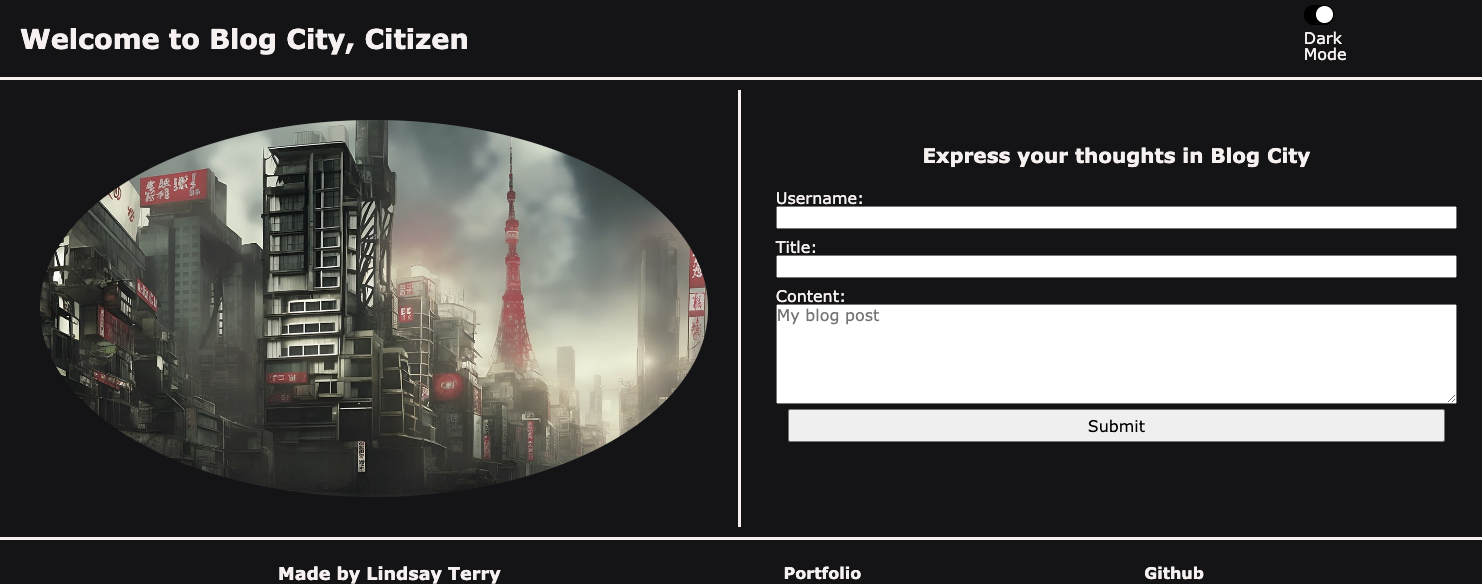 Welcome to Blog City, Citizen
Dark
Mode
Express your thoughts in Blog City
Username:
Title:
Content:
My blog post
Submit
Made by Lindsay Terry
Portfolio
Github